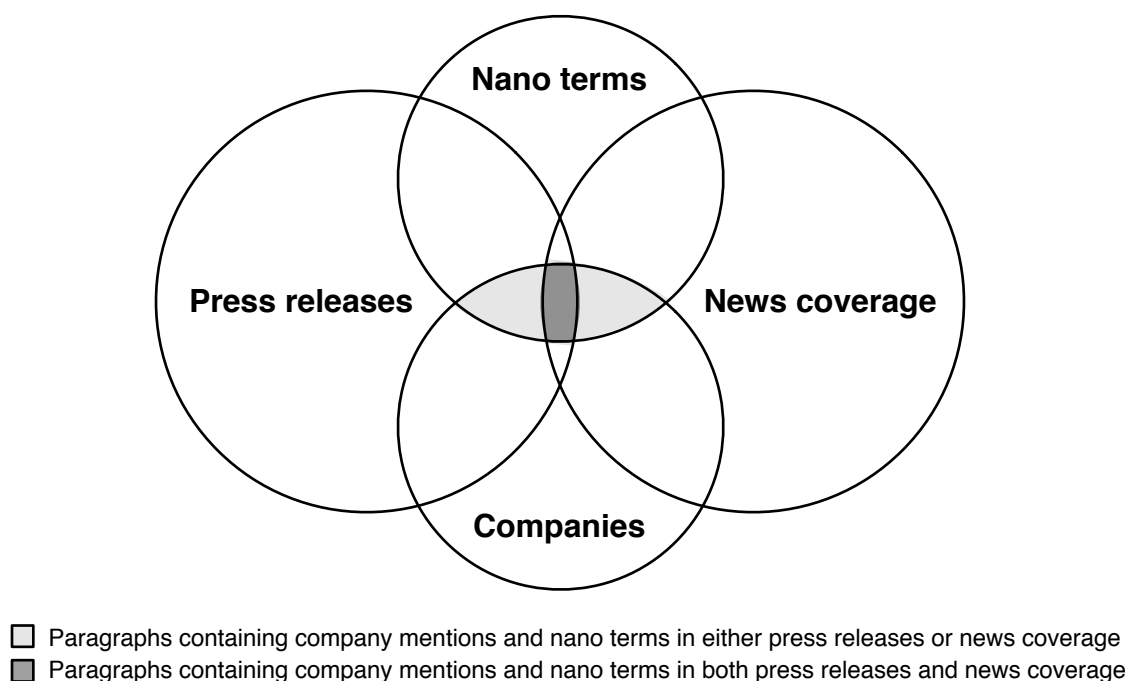 Nano terms
Press releases
News coverage
Companies
Paragraphs containing company mentions and nano terms in either press releases or news coverage
Paragraphs containing company mentions and nano terms in both press releases and news coverage